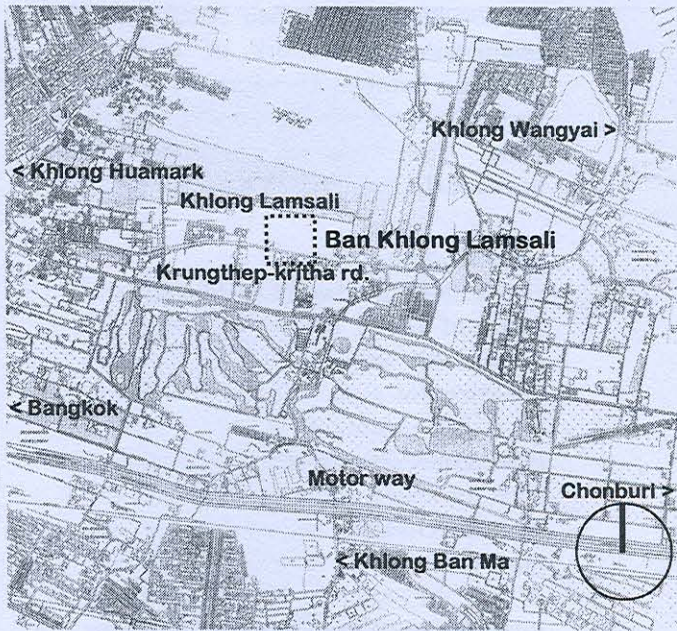 Khlong Wangyai >
< Khlong Huamark
Khlong Lamsali
Ban Khlong Lamsali
Krungthep-kritha rd.
< Bangkok
Motor way
Chonburi >
< Khlong Ban Ma